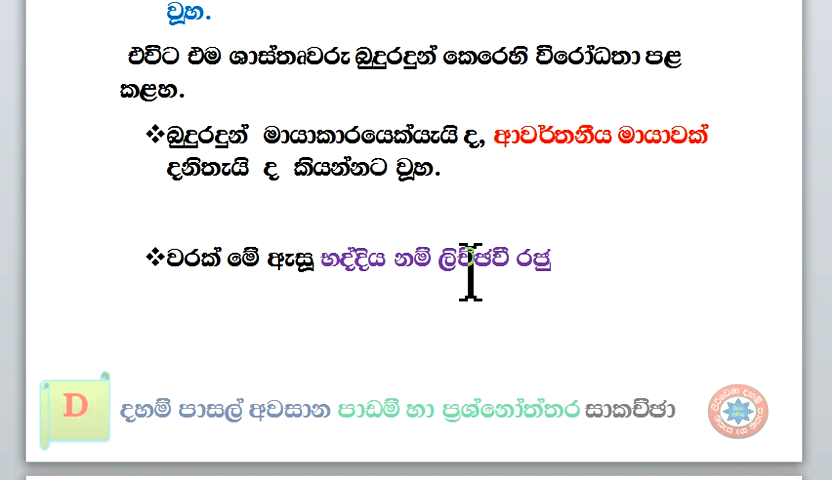 වූහ.
එවිට එම ශාස්තෘවරු බුදුරදුන් කෙරෙහි විරෝධතා පළ
කළහ.
❖බුදුරදුන් මායාකාරයෙක්යැයි ද, ආවර්තනීය මායාවක්
දනිතැයි ද කියන්නට වූහ.
❖වරක් මේ ඇසූ භද්දිය නම් ලිච්ඡවී රජු
D
දහම් පාසල් අවසාන පාඩම් හා ප්‍රශ්නෝත්තර සාකච්ඡා